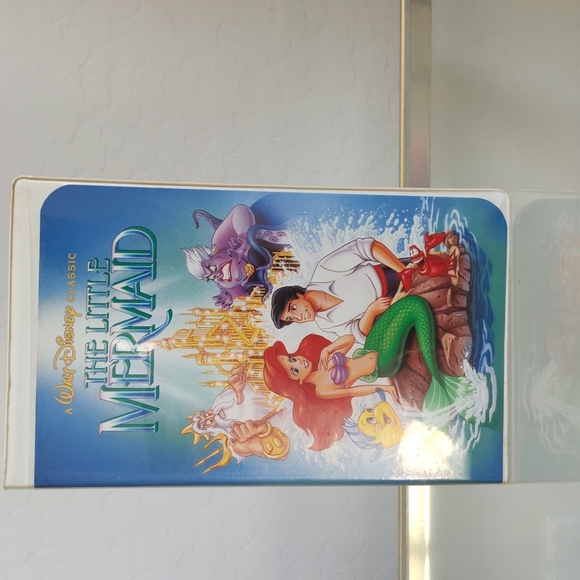 A WALT DISNEY CLASSIC
THE LITTLE
MERMAID